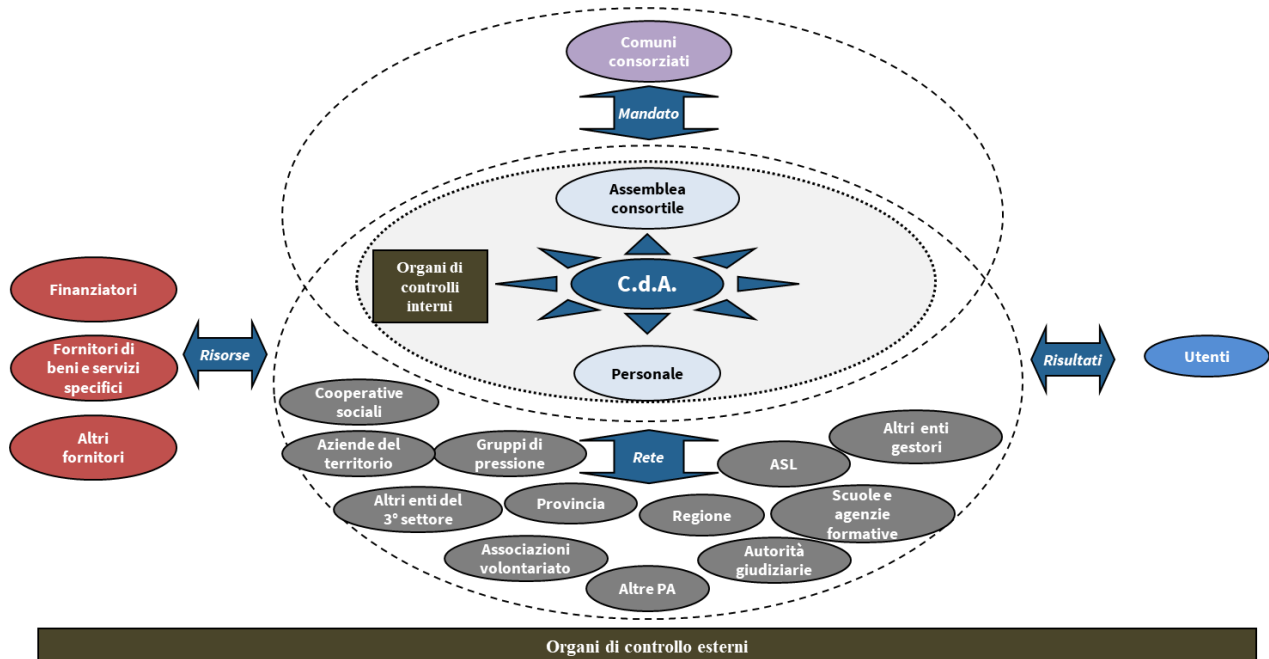 Comuni
consorziati
Mandato
Assemblea
consortile
Organi di
controlli
interni
C.d.A.
Personale
Finanziatori
Fornitori di
beni e servizi
specifici
Altri
fornitori
Risorse
Risultati
Utenti
Cooperative
sociali
Aziende del
territorio
Gruppi di
pressione
Rete
ASL
Altri enti
gestori
Altri enti del
3° settore
Provincia
Regione
Scuole e
agenzie
formative
Associazioni
volontariato
Altre PA
Autorità
giudiziarie
Organi di controllo esterni